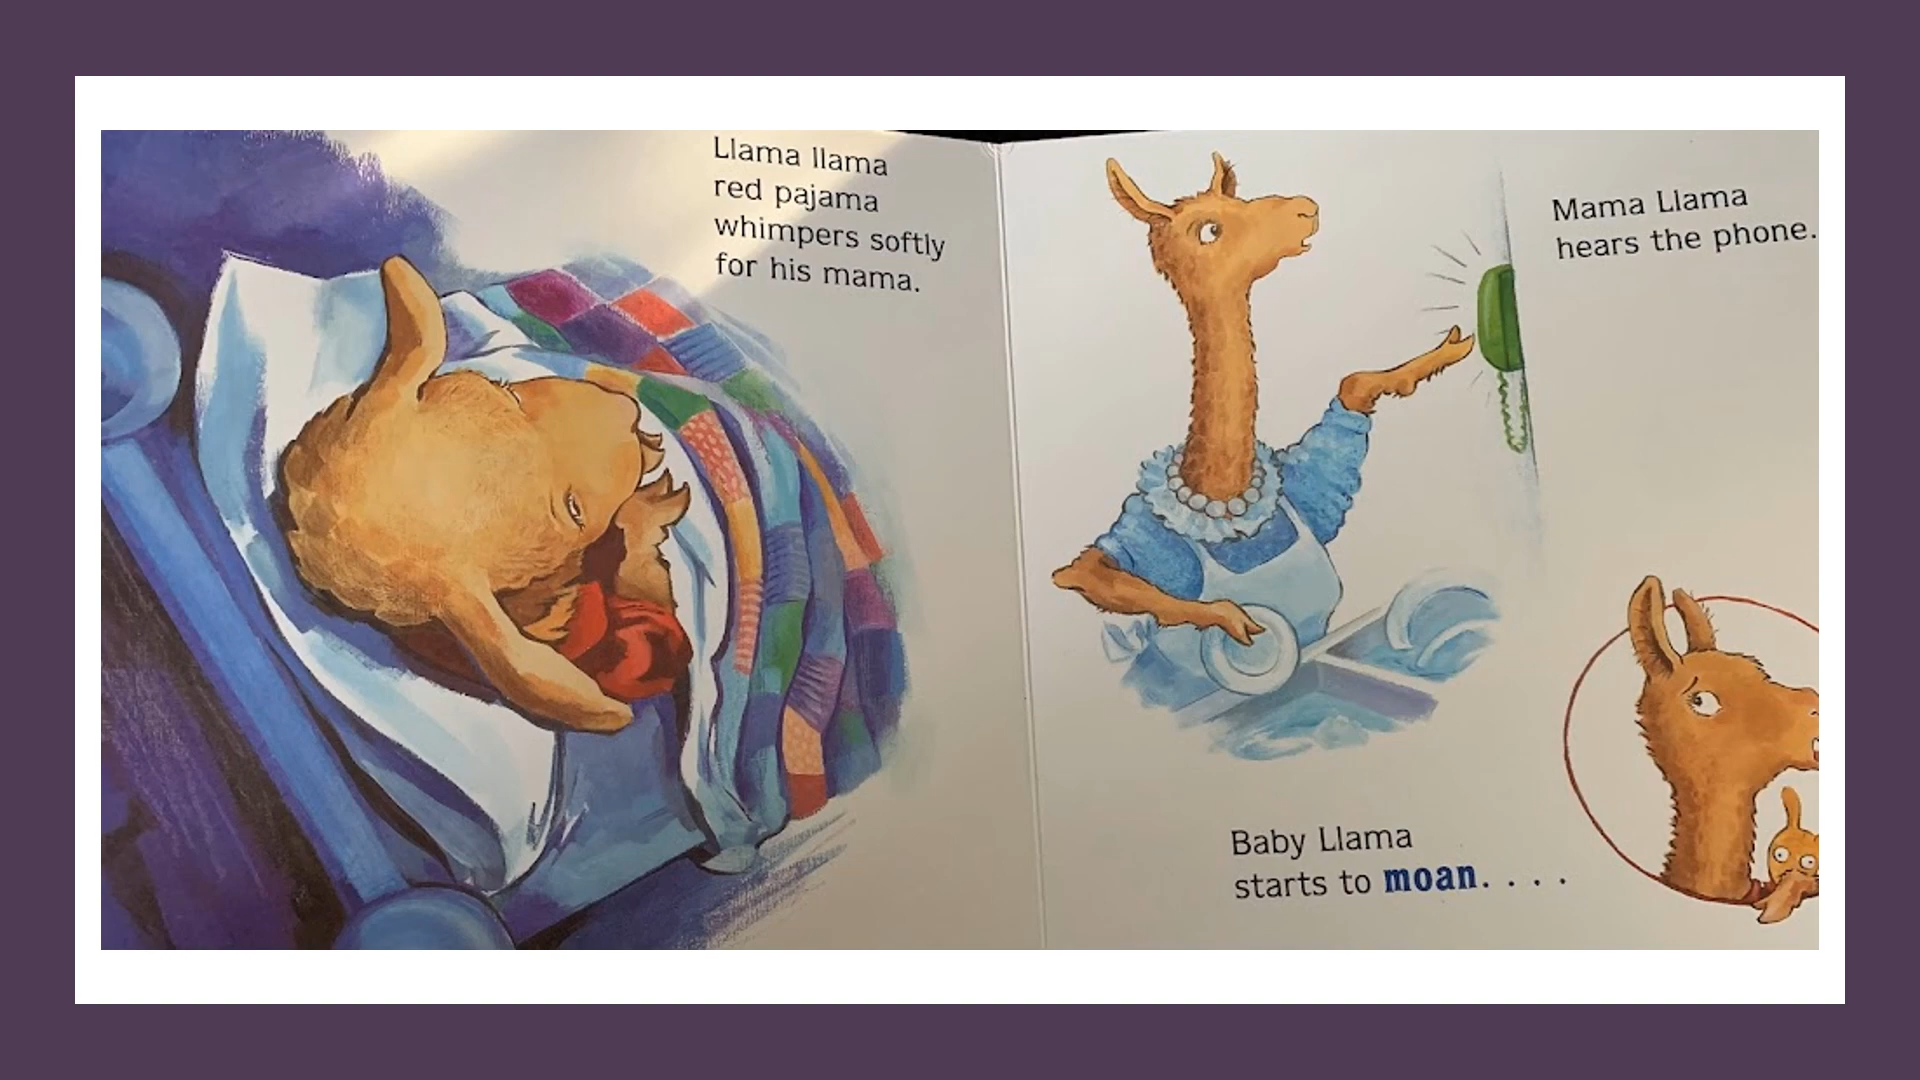 Llama llama
red pajama
whimpers softly
for his mama.
Mama Llama
hears the phone.
Baby Llama
starts to moan. . . .